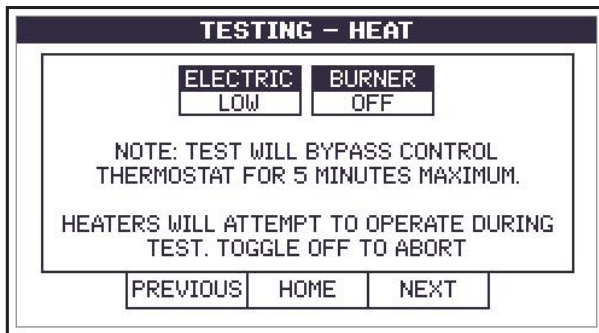 TESTING - HEAT
ELECTRIC BURNER
LOW OFF
NOTE: TEST WILL BYPASS CONTROL
THERMOSTAT FOR 5 MINUTES MAXIMUM.
HEATERS WILL ATTEMPT TO OPERATE DURING
TEST. TOGGLE OFF TO ABORT
PREVIOUS HOME NEXT